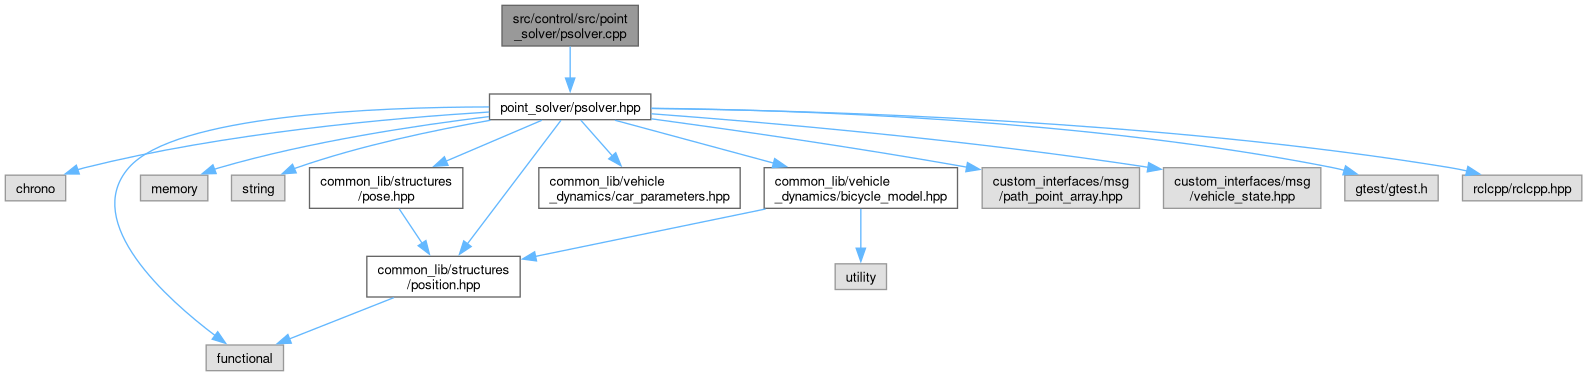 src/control/src/point
_solver/psolver.cpp
point_solver/psolver.hpp
chrono
memory
string
common_lib/structures
/pose.hpp
common_lib/vehicle
_dynamics/car_parameters.hpp
common_lib/vehicle
_dynamics/bicycle_model.hpp
custom_interfaces/msg
/path_point_array.hpp
custom_interfaces/msg
/vehicle_state.hpp
gtest/gtest.h
rclcpp/rclcpp.hpp
common_lib/structures
/position.hpp
utility
functional